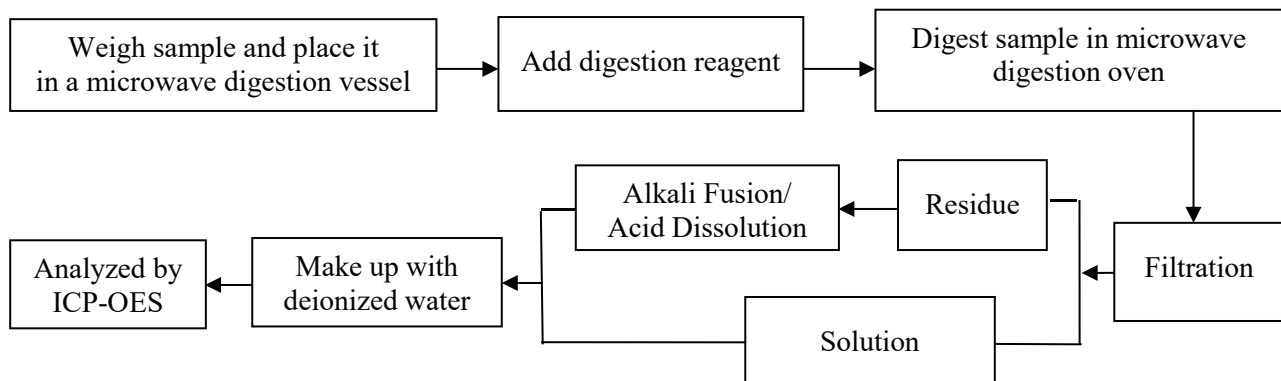 Weigh sample and place it
in a microwave digestion vessel
Add digestion reagent
Digest sample in microwave
digestion oven
Filtration
Residue
Alkali Fusion/
Acid Dissolution
Solution
Make up with
deionized water
Analyzed by
ICP-OES